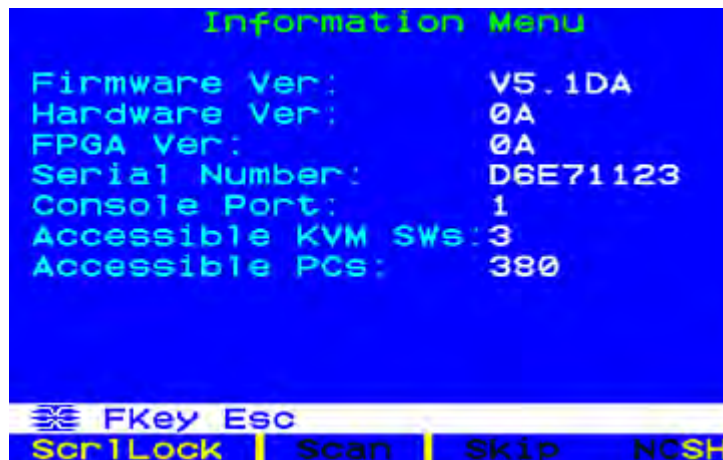 Information Menu
Firmware Ver: V5.1DA
Hardware Ver: 0A
FPGA Ver: 0A
Serial Number: D6E71123
Console Port: 1
Accessible KVM SWs:3
Accessible PCs: 380
FKey Esc
ScrlLock Scan Skip NCSH